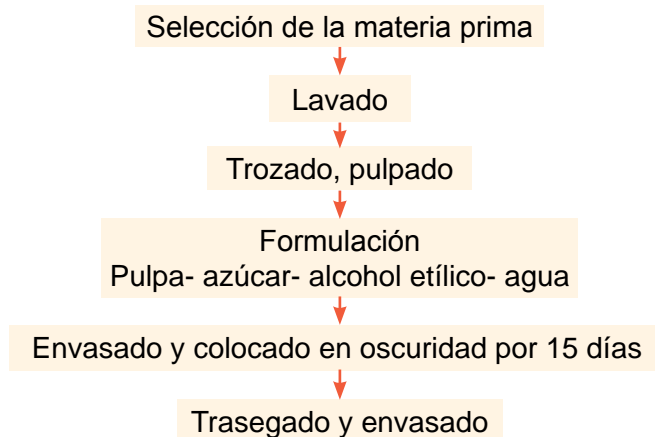 Selección de la materia prima
Lavado
Trozado, pulpado
Formulación
Pulpa- azúcar- alcohol etílico- agua
Envasado y colocado en oscuridad por 15 días
Trasegado y envasado